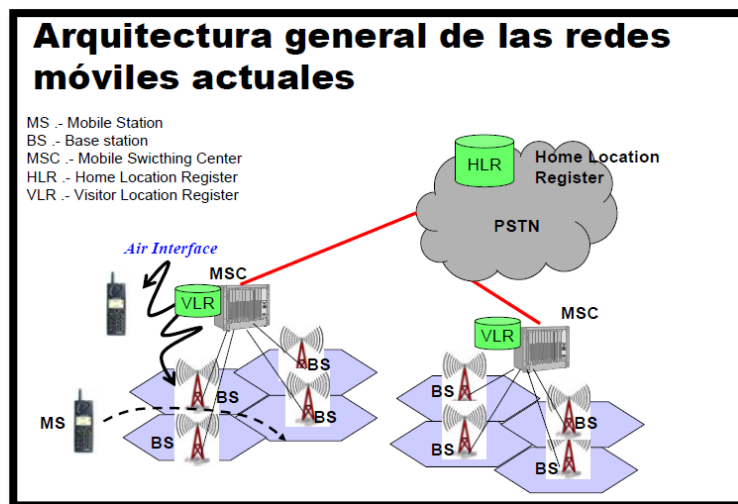 Arquitectura general de las redes
móviles actuales
MS .- Mobile Station
BS .- Base station
MSC .- Mobile Swicthing Center
HLR .- Home Location Register
VLR .- Visitor Location Register
HLR
Home Location
Register
PSTN
Air Interface
MSC
VLR
MSC
VLR
BS
BS
BS
BS
MS
BS
BS
BS
BS